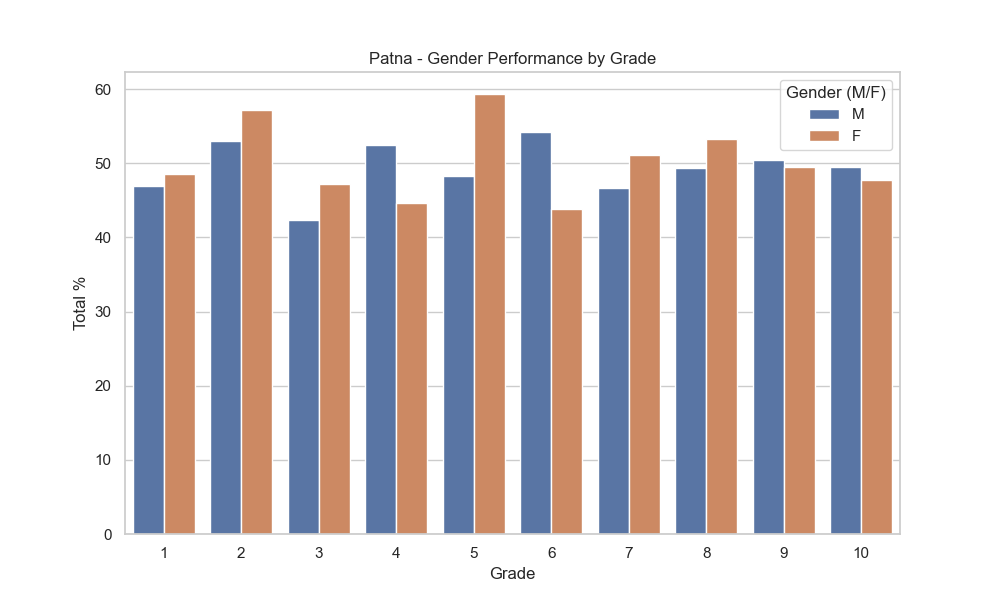 Patna - Gender Performance by Grade
Gender (M/F)
M
F
60
50
40
30
20
10
0
Total %
1 2 3 4 5 6 7 8 9 10
Grade